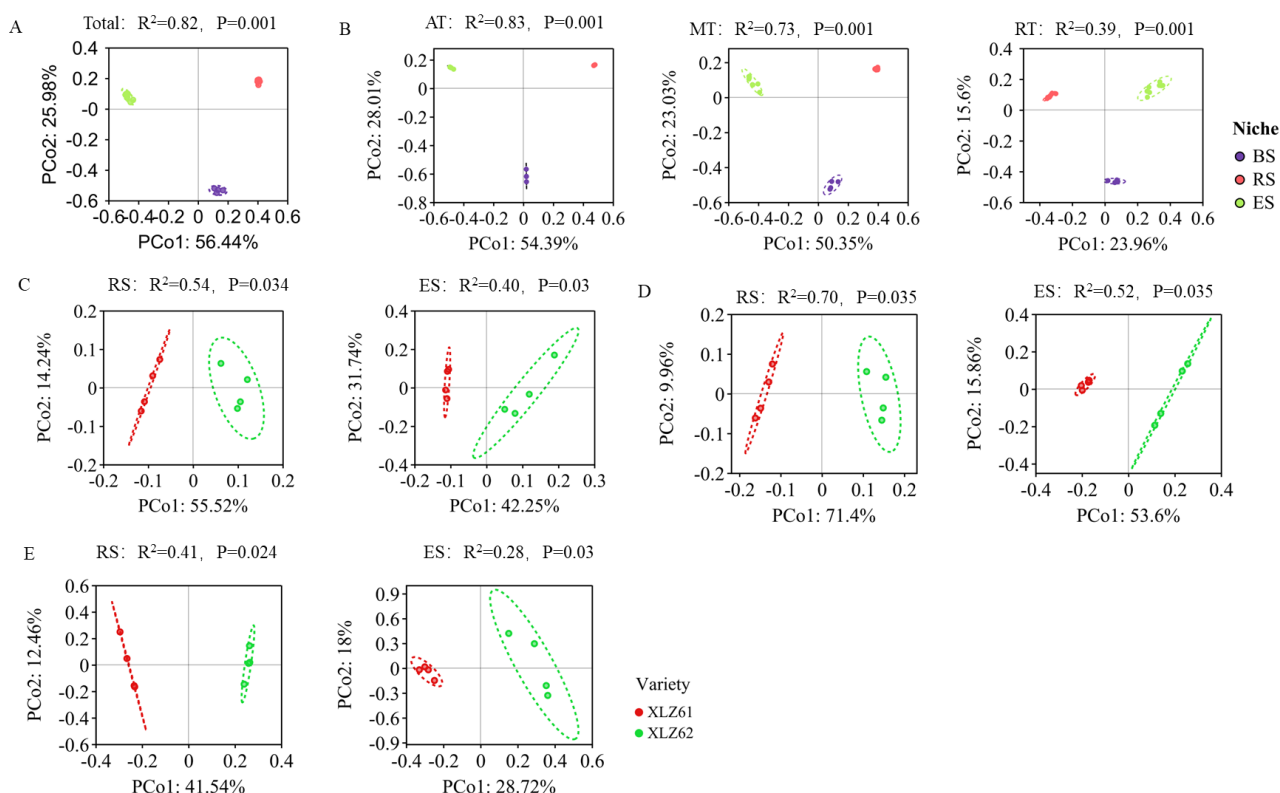 A
Total: R²=0.82, P=0.001
0.4
0.2
-0
-0.2
-0.4
-0.6
-0.6
-0.4
-0.2
0
0.2
0.4
0.6
PCo2: 25.98%
PCo1: 56.44%
B
AT: R²=0.83, P=0.001
0.2
0
-0.2
-0.4
-0.6
-0.8
-0.6
-0.4
-0.2
0
0.2
0.4
0.6
PCo2: 28.01%
PCo1: 54.39%
MT: R²=0.73, P=0.001
0.4
0.2
-0
-0.2
-0.4
-0.6
-0.6
-0.4
-0.2
0
0.2
0.4
0.6
PCo2: 23.03%
PCo1: 50.35%
RT: R²=0.39, P=0.001
0.4
0.2
-0
-0.2
-0.4
-0.6
-0.6
-0.4
-0.2
0
0.2
0.4
0.6
PCo2: 15.6%
PCo1: 23.96%
Niche
BS
RS
ES
C
RS: R²=0.54, P=0.034
0.2
0.1
0
-0.1
-0.2
-0.2
-0.1
0
0.1
0.2
PCo2: 14.24%
PCo1: 55.52%
ES: R²=0.40, P=0.03
0.4
0.2
0
-0.2
-0.4
-0.2
-0.1
0
0.1
0.2
0.3
PCo2: 31.74%
PCo1: 42.25%
D
RS: R²=0.70, P=0.035
0.2
0.1
0
-0.1
-0.2
-0.2
-0.1
0
0.1
0.2
PCo2: 9.96%
PCo1: 71.4%
ES: R²=0.52, P=0.035
0.4
0.2
0
-0.2
-0.4
-0.4
-0.2
0
0.2
0.4
PCo2: 15.86%
PCo1: 53.6%
E
RS: R²=0.41, P=0.024
0.6
0.4
0.2
0
-0.2
-0.4
-0.6
-0.4
-0.2
0
0.2
0.4
PCo2: 12.46%
PCo1: 41.54%
ES: R²=0.28, P=0.03
0.9
0.6
0.3
0
-0.3
-0.6
-0.9
-0.4
-0.2
0
0.2
0.4
0.6
PCo2: 18%
PCo1: 28.72%
Variety
XLZ61
XLZ62